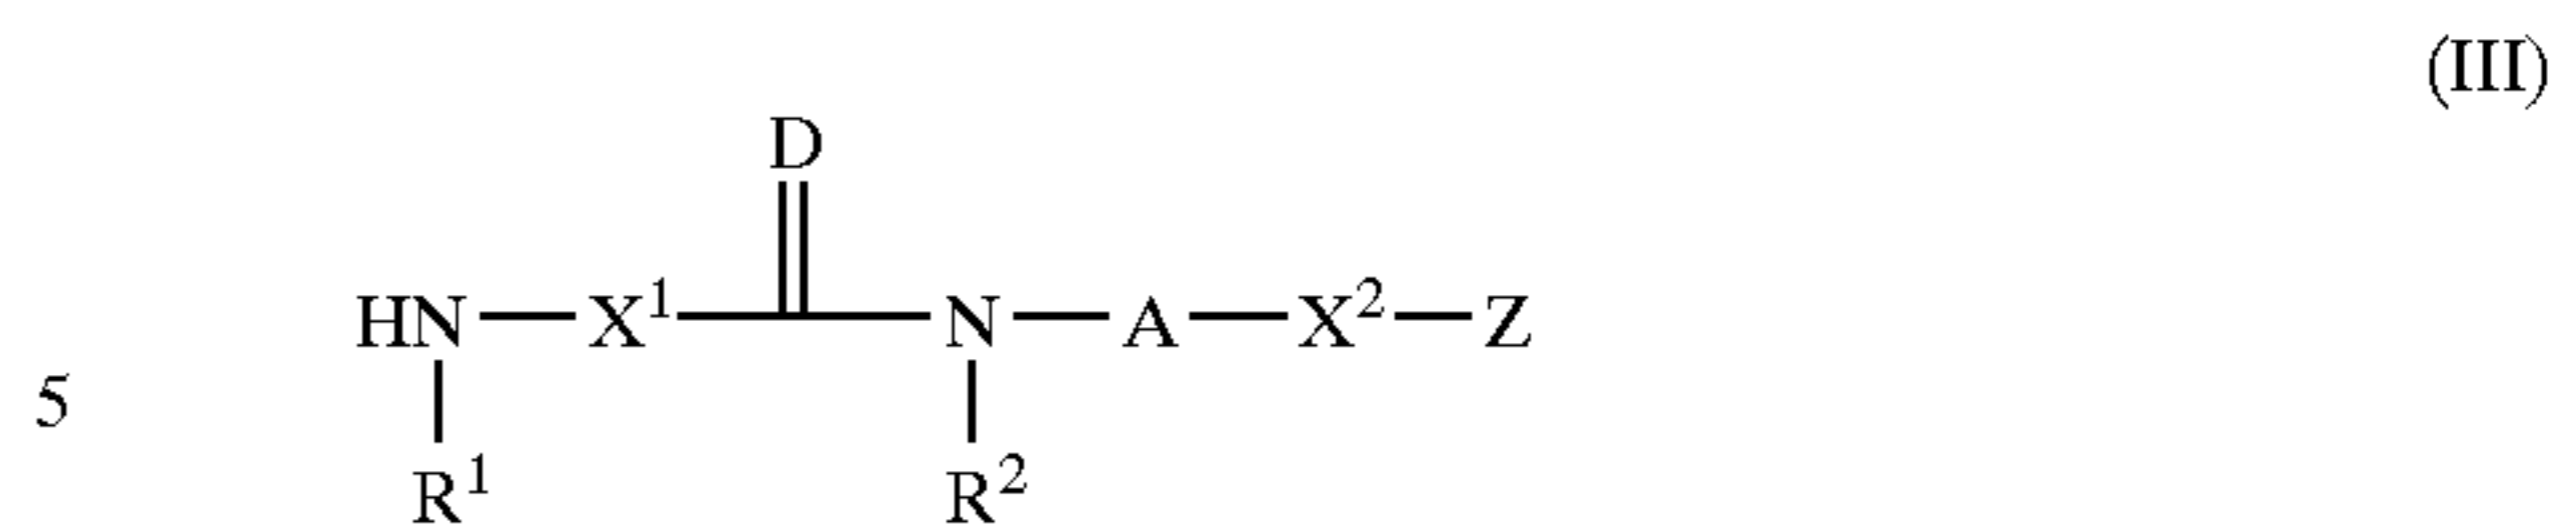 (III)
D
HN—X¹—N—A—X²—Z
5
R¹ R²